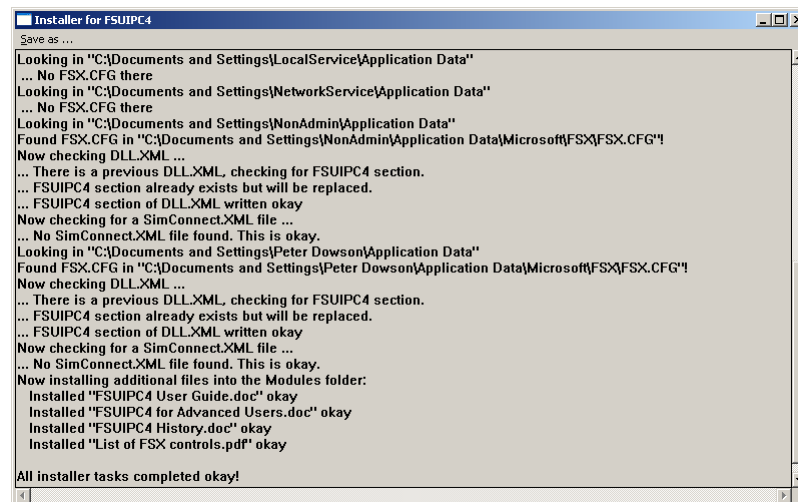 Installer for FSUIPC4
Save as ...
Looking in "C:\Documents and Settings\LocalService\Application Data"
... No FSX.CFG there
Looking in "C:\Documents and Settings\NetworkService\Application Data"
... No FSX.CFG there
Looking in "C:\Documents and Settings\NonAdmin\Application Data"
Found FSX.CFG in "C:\Documents and Settings\NonAdmin\Application Data\Microsoft\FSX\FSX.CFG"!
Now checking DLL.XML ...
... There is a previous DLL.XML, checking for FSUIPC4 section.
... FSUIPC4 section already exists but will be replaced.
... FSUIPC4 section of DLL.XML written okay
Now checking for a SimConnect.XML file ...
... No SimConnect.XML file found. This is okay.
Looking in "C:\Documents and Settings\Peter Dowson\Application Data"
Found FSX.CFG in "C:\Documents and Settings\Peter Dowson\Application Data\Microsoft\FSX\FSX.CFG"!
Now checking DLL.XML ...
... There is a previous DLL.XML, checking for FSUIPC4 section.
... FSUIPC4 section already exists but will be replaced.
... FSUIPC4 section of DLL.XML written okay
Now checking for a SimConnect.XML file ...
... No SimConnect.XML file found. This is okay.
Now installing additional files into the Modules folder:
Installed "FSUIPC4 User Guide.doc" okay
Installed "FSUIPC4 for Advanced Users.doc" okay
Installed "FSUIPC4 History.doc" okay
Installed "List of FSX controls.pdf" okay
All installer tasks completed okay!